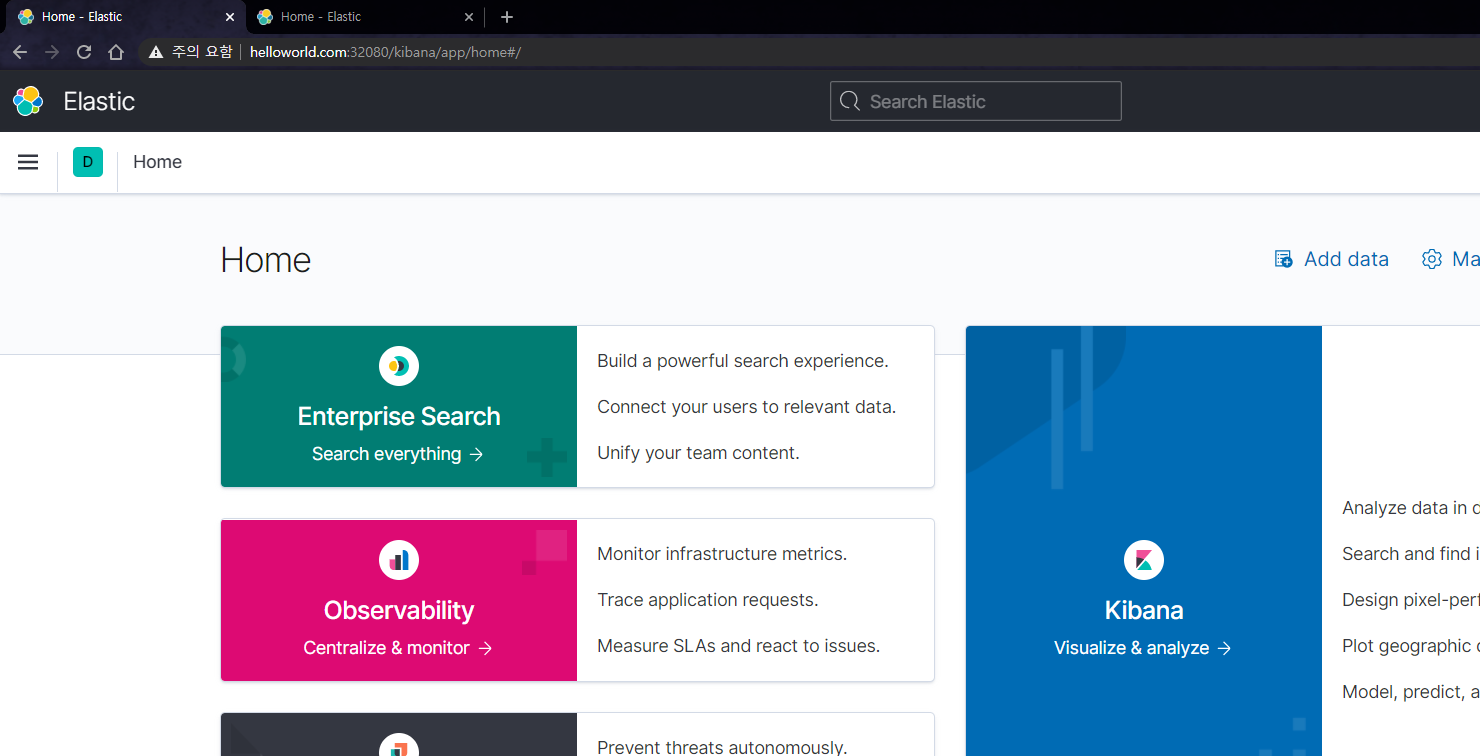 Home - Elastic
Home - Elastic
주의 요함
helloworld.com:32080/kibana/app/home#/
Elastic
Search Elastic
D
Home
Home
Add data
Ma
Enterprise Search
Search everything →
Build a powerful search experience.
Connect your users to relevant data.
Unify your team content.
Observability
Centralize & monitor →
Monitor infrastructure metrics.
Trace application requests.
Measure SLAs and react to issues.
Kibana
Visualize & analyze →
Analyze data in d
Search and find i
Design pixel-perf
Plot geographic
Model, predict, a
Prevent threats autonomously.